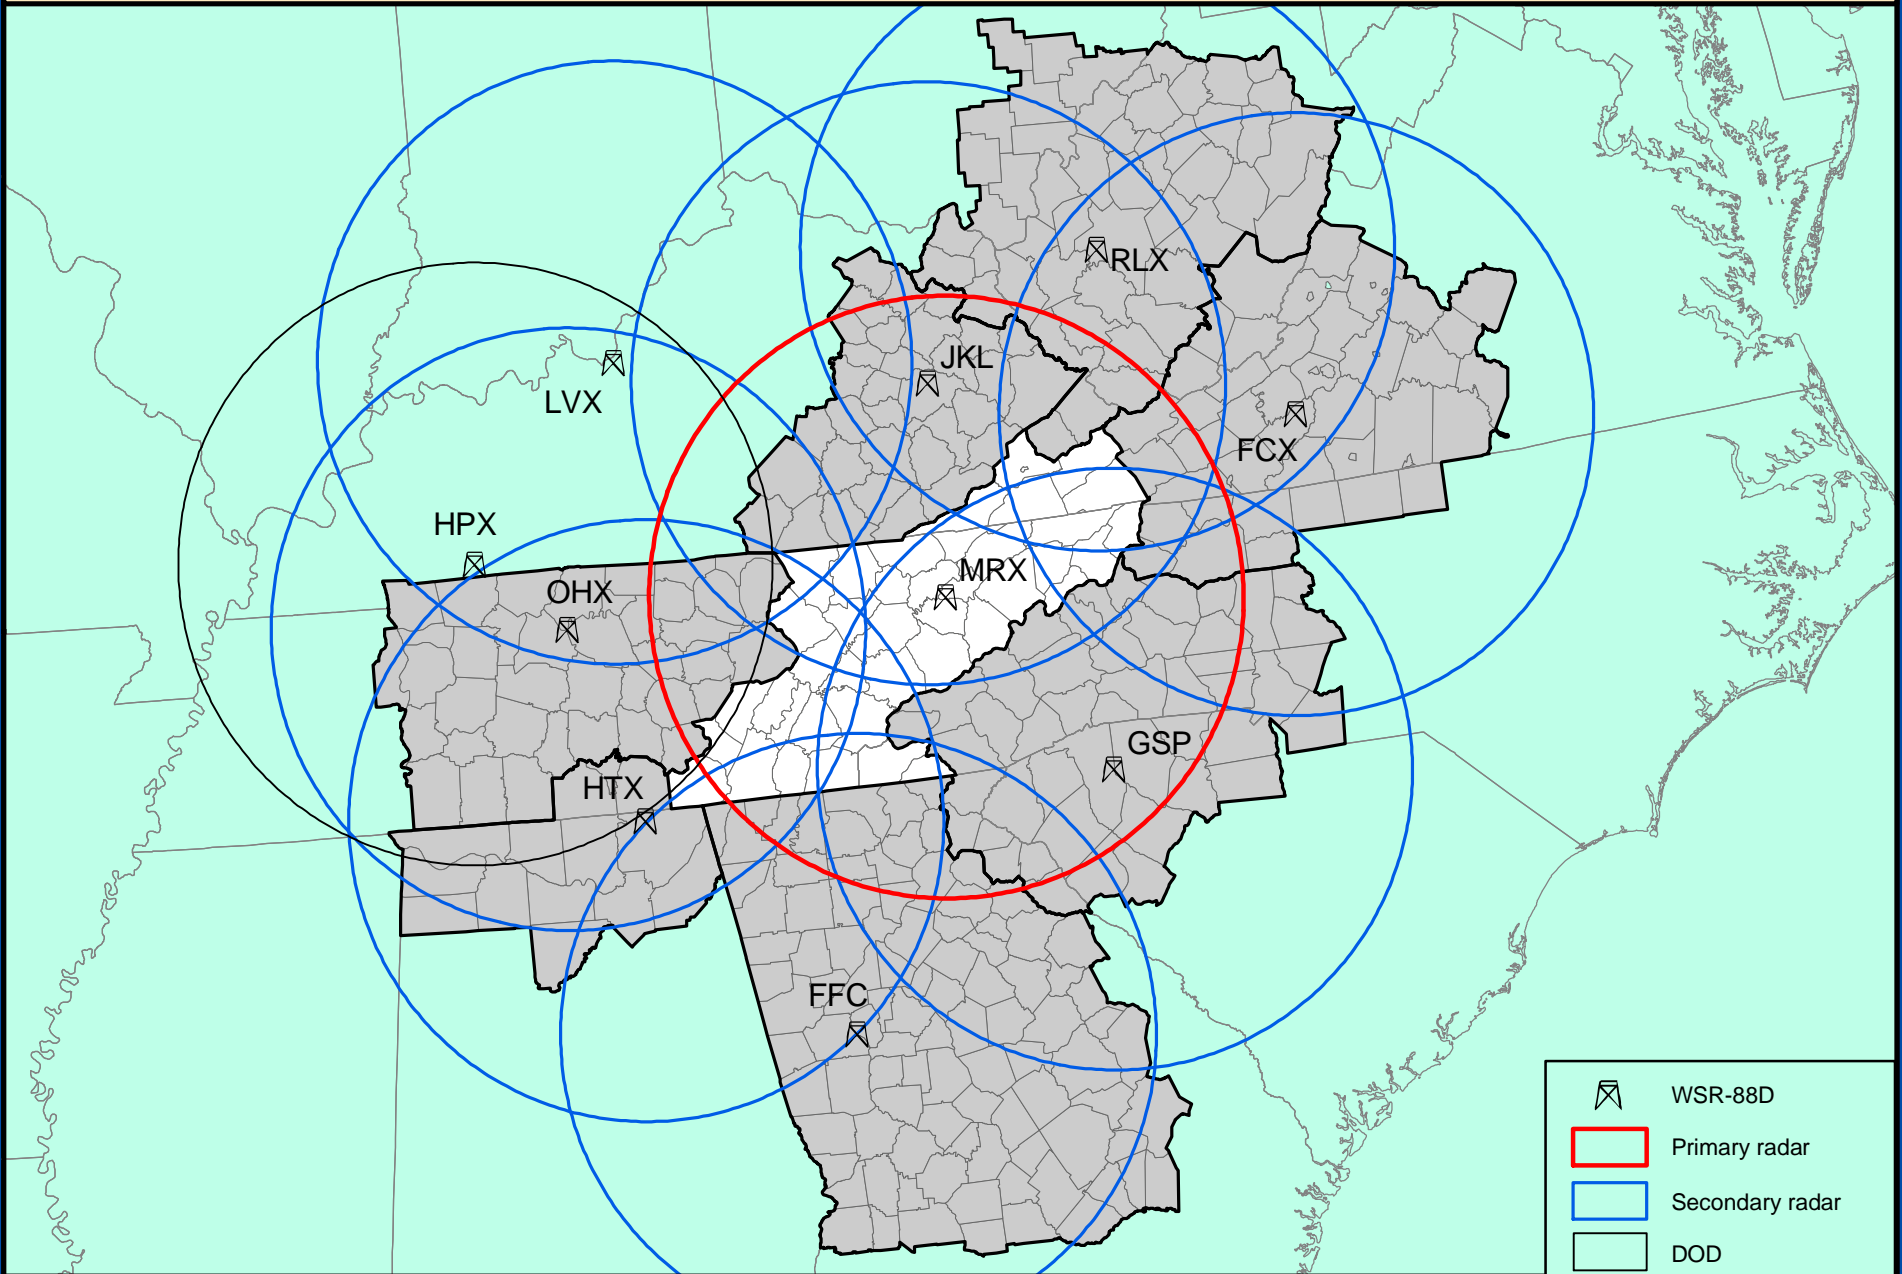 RLX
JKL
LVX
FCX
HPX
MRX
OHX
GSP
HTX
FFC
WSR-88D
Primary radar
Secondary radar
DOD